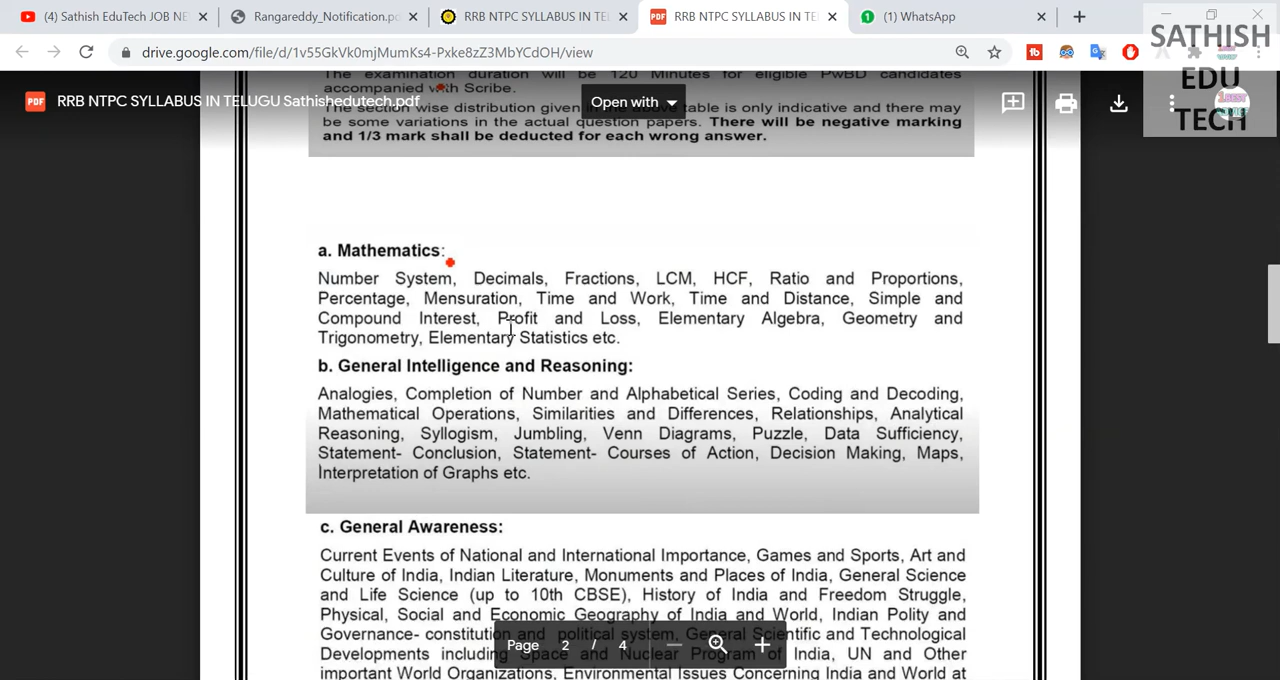 (4) Sathish EduTech JOB NE
Rangareddy_Notification.p
RRB NTPC SYLLABUS IN TEL
RRB NTPC SYLLABUS IN TEL
(1) WhatsApp
drive.google.com/file/d/1v55GkVk0mjMumKs4-Pxke8zZ3MbYCdOH/view
SATHISH
EDU
TECH
The examination duration will be 120 Minutes for eligible PwBD candidates
accompanied with Scribe.
PDF RRB NTPC SYLLABUS IN TELUGU Sathishedutech.pdf
Open with
The section wise distribution given in the above table is only indicative and there may
be some variations in the actual question papers. There will be negative marking
and 1/3 mark shall be deducted for each wrong answer.
a. Mathematics:
Number System, Decimals, Fractions, LCM, HCF, Ratio and Proportions,
Percentage, Mensuration, Time and Work, Time and Distance, Simple and
Compound Interest, Profit and Loss, Elementary Algebra, Geometry and
Trigonometry, Elementary Statistics etc.
b. General Intelligence and Reasoning:
Analogies, Completion of Number and Alphabetical Series, Coding and Decoding,
Mathematical Operations, Similarities and Differences, Relationships, Analytical
Reasoning, Syllogism, Jumbling, Venn Diagrams, Puzzle, Data Sufficiency,
Statement- Conclusion, Statement- Courses of Action, Decision Making, Maps,
Interpretation of Graphs etc.
c. General Awareness:
Current Events of National and International Importance, Games and Sports, Art and
Culture of India, Indian Literature, Monuments and Places of India, General Science
and Life Science (up to 10th CBSE), History of India and Freedom Struggle,
Physical, Social and Economic Geography of India and World, Indian Polity and
Governance- constitution and political system, General Scientific and Technological
Developments including Space and Nuclear Program of India, UN and Other
important World Organizations, Environmental Issues Concerning India and World at
Page 2 / 4